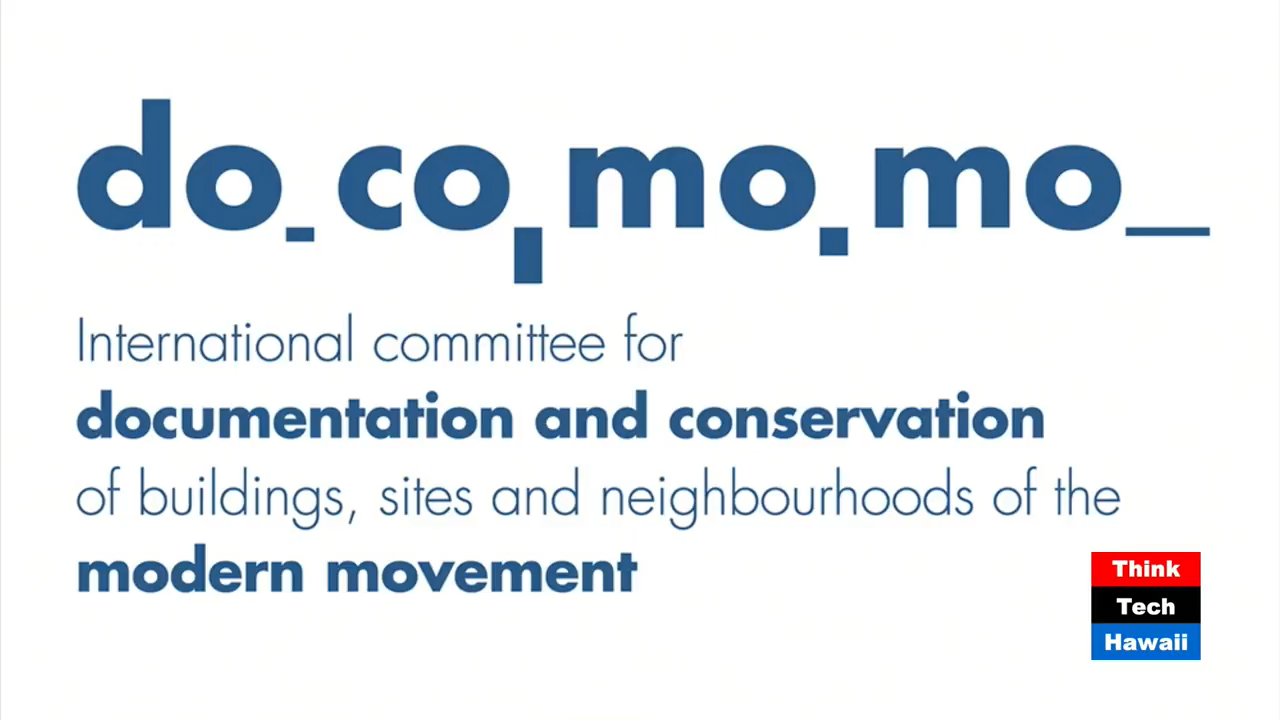 do_co.mo.mo_
International committee for
documentation and conservation
of buildings, sites and neighbourhoods of the
modern movement
Think
Tech
Hawaii